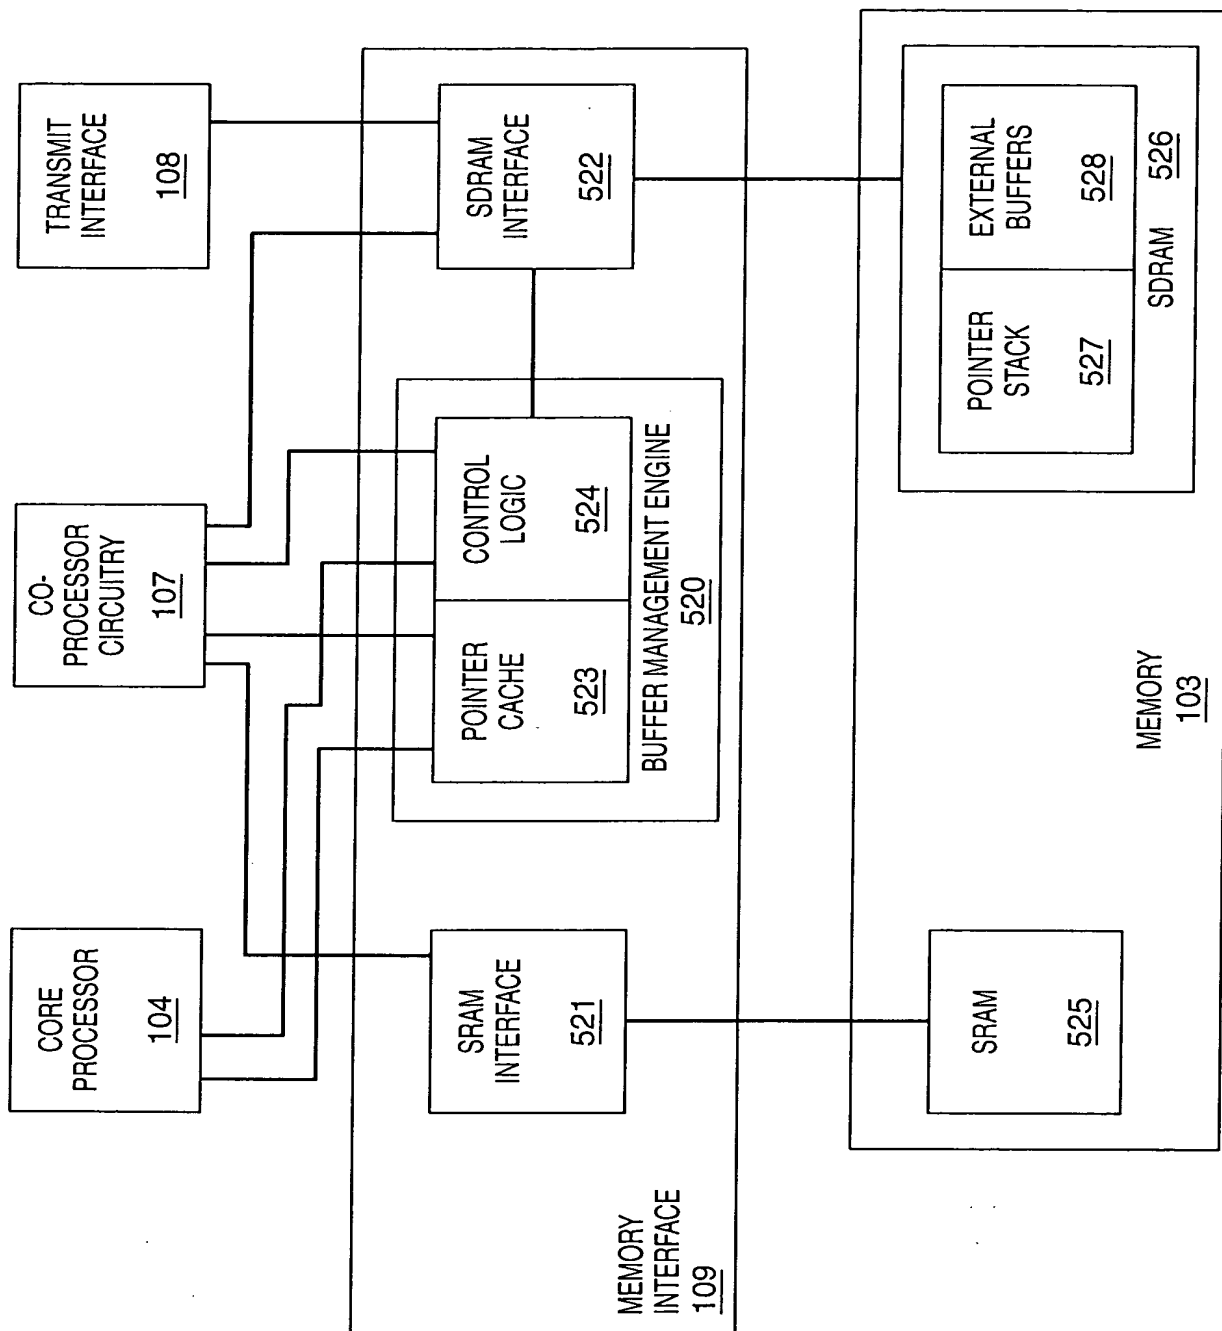 CORE
PROCESSOR
104
CO-
PROCESSOR
CIRCUITRY
107
TRANSMIT
INTERFACE
108
MEMORY
INTERFACE
109
SRAM INTERFACE
521
POINTER
CACHE
523
CONTROL
LOGIC
524
BUFFER MANAGEMENT ENGINE
520
SDRAM
INTERFACE
522
MEMORY
103
SRAM
525
POINTER
STACK
527
EXTERNAL
BUFFERS
528
SDRAM 526